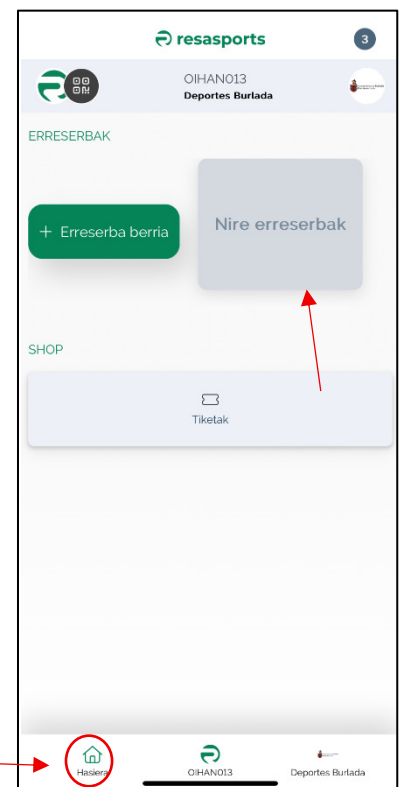 resasports
3
OIHAN013
Deportes Burlada
ERRESERBAK
+ Erreserba berria
Nire erreserbak
SHOP
Tiketak
Hasiera
OIHAN013
Deportes Burlada